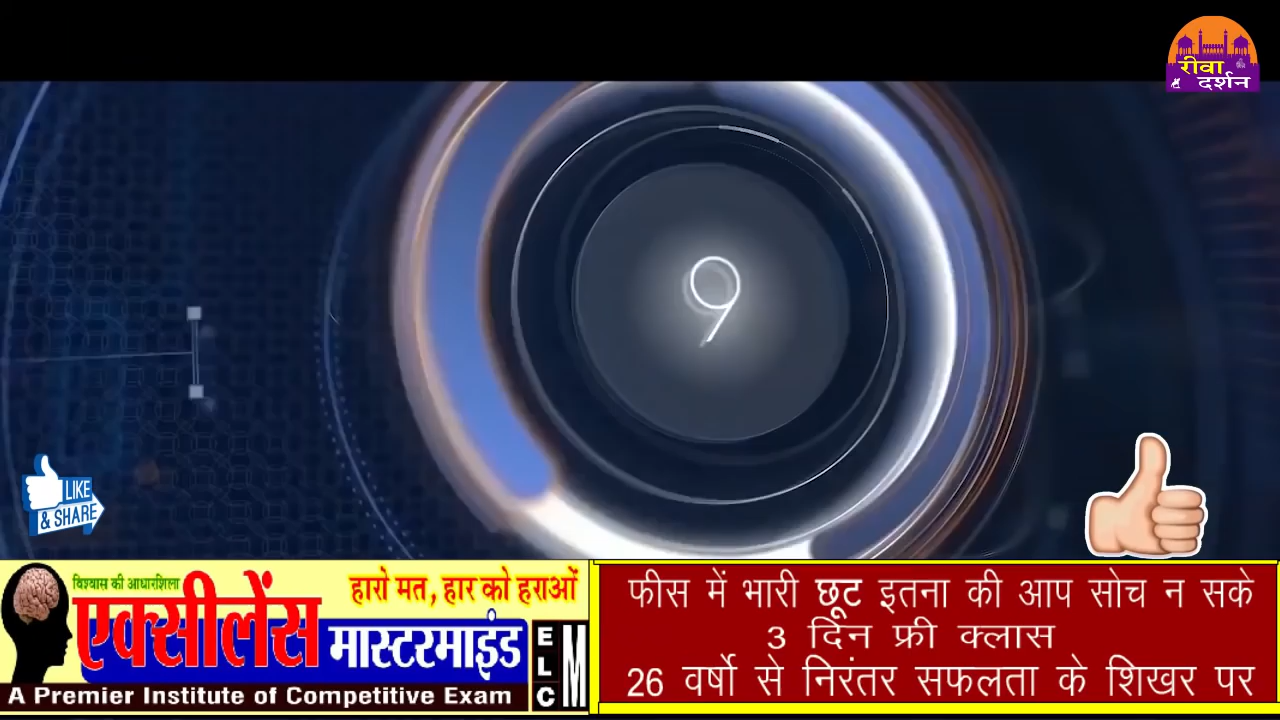 रीवा
दर्शन
9
LIKE
& SHARE
विश्वास की आधारशिला
हारो मत, हार को हराओं
एक्सीलेंस
मास्टरमाइंड
ELC
M
A Premier Institute of Competitive Exam
फीस में भारी छूट इतना की आप सोच न सके
3 दिन फ्री क्लास
26 वर्षो से निरंतर सफलता के शिखर पर